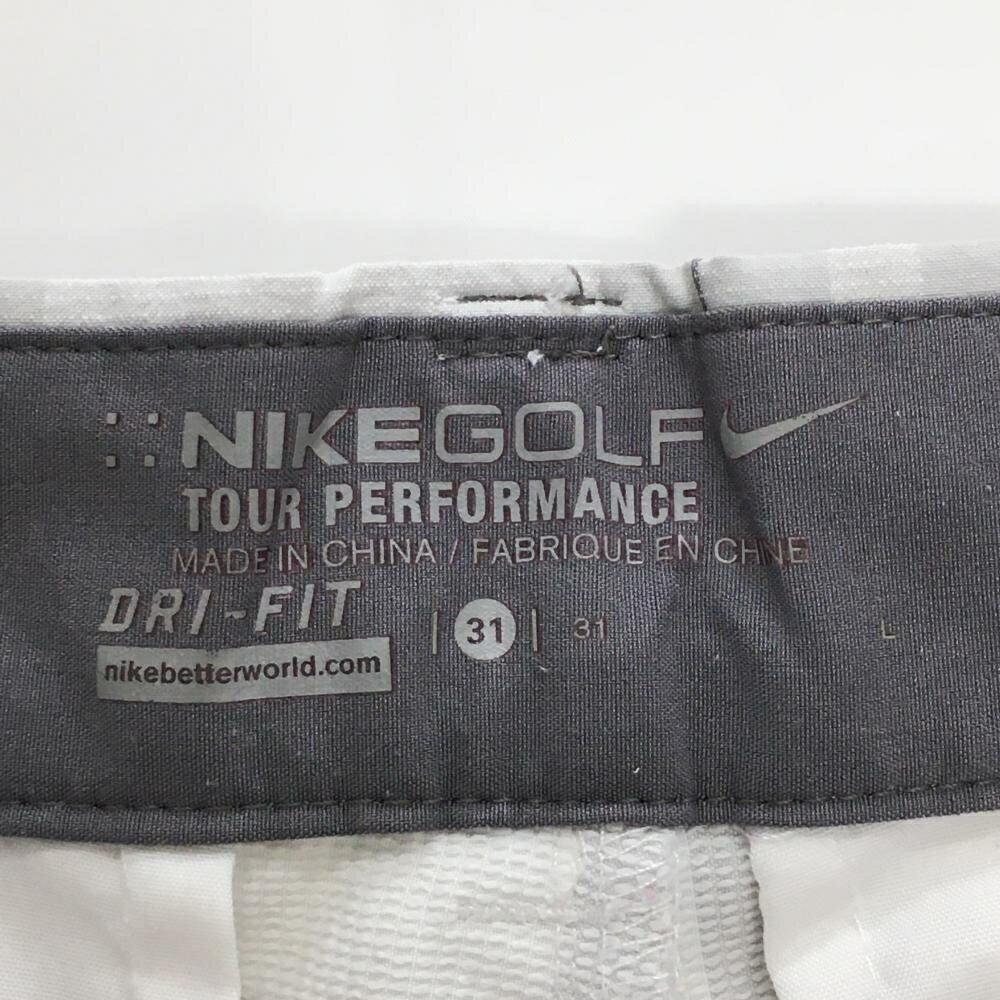 NIKEGOLF
TOUR PERFORMANCE
MADE IN CHINA / FABRIQUE EN CHNE
DRI-FIT | 31 | 31 L
nikebetterworld.com